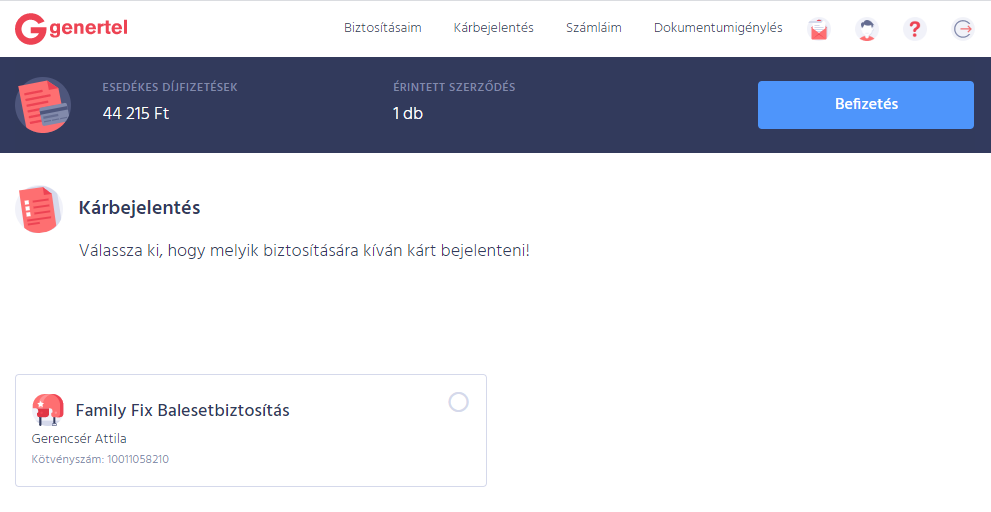 genertel
Biztosításaim Kárbejelentés Számláim Dokumentumigénylés ?
ESEDÉKES DÍJFIZETÉSEK ÉRINTETT SZERZŐDÉS
44 215 Ft 1 db
Befizetés
Kárbejelentés
Válassza ki, hogy melyik biztosítására kíván kárt bejelenteni!
Family Fix Balesetbiztosítás
Gerencsér Attila
Kötvényszám: 10011058210